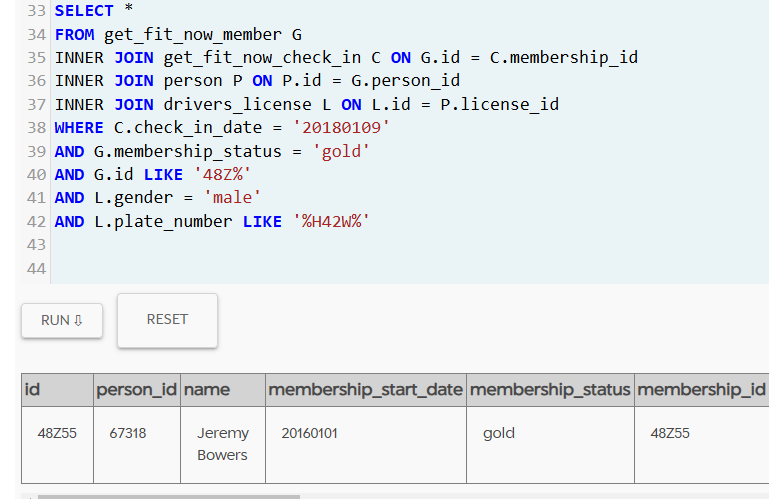 33 SELECT *
34 FROM get_fit_now_member G
35 INNER JOIN get_fit_now_check_in C ON G.id = C.membership_id
36 INNER JOIN person P ON P.id = G.person_id
37 INNER JOIN drivers_license L ON L.id = P.license_id
38 WHERE C.check_in_date = '20180109'
39 AND G.membership_status = 'gold'
40 AND G.id LIKE '48Z%'
41 AND L.gender = 'male'
42 AND L.plate_number LIKE '%H42W%'
43
44
RUN ⇩ RESET
id person_id name membership_start_date membership_status membership_id
48Z55 67318 Jeremy 20160101 gold 48Z55
Bowers